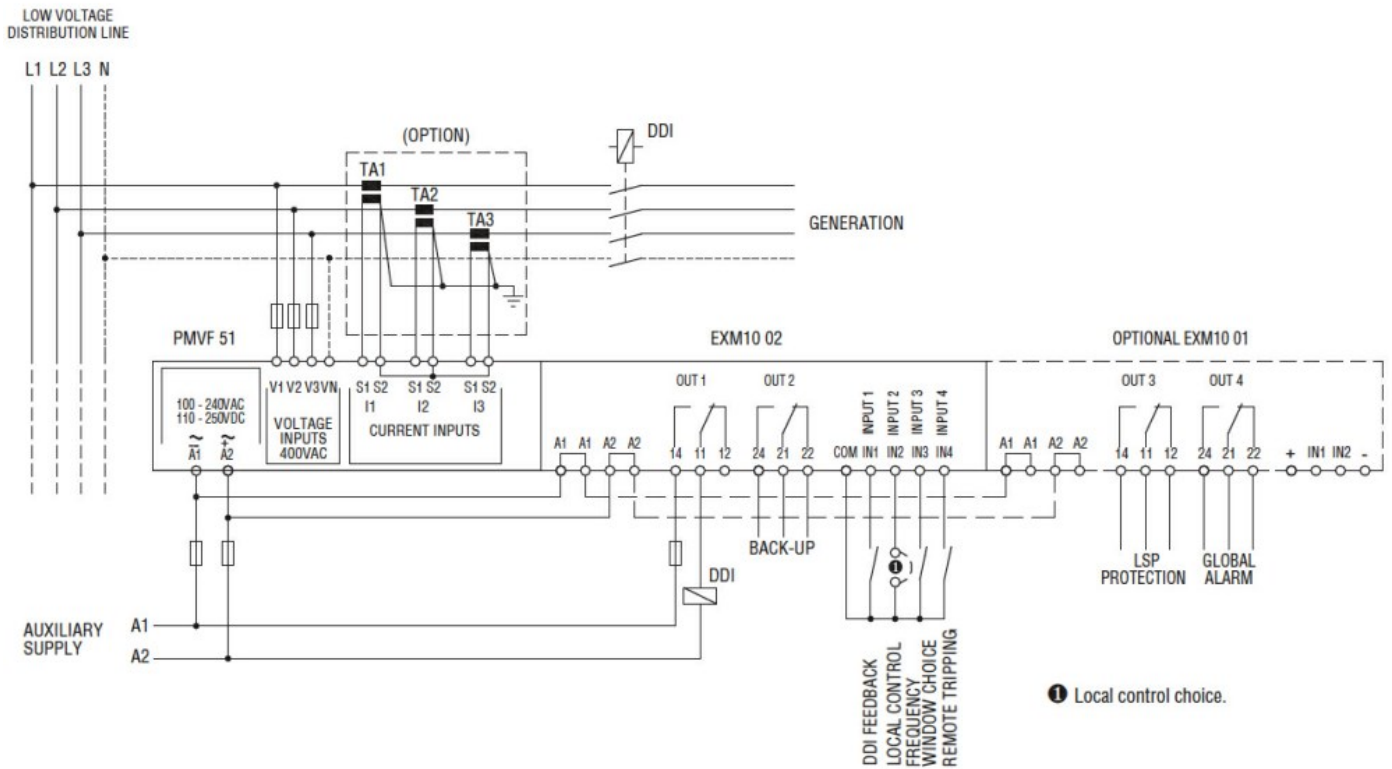 LOW VOLTAGE
DISTRIBUTION LINE
L1 L2 L3 N
(OPTION)
DDI
TA1
TA2
TA3
GENERATION
PMVF 51
EXM10 02
OPTIONAL EXM10 01
100 - 240VAC
110 - 250VDC
~ ~
- +
A1 A2
V1 V2 V3 VN
VOLTAGE
INPUTS
400VAC
S1 S2 S1 S2 S1 S2
I1 I2 I3
CURRENT INPUTS
OUT 1
OUT 2
INPUT 1
INPUT 2
INPUT 3
INPUT 4
OUT 3
OUT 4
A1 A1 A2 A2
14 11 12
24 21 22
COM IN1 IN2 IN3 IN4
A1 A1 A2 A2
14 11 12
24 21 22
+ IN1 IN2 -
BACK-UP
1
DDI
LSP
PROTECTION
GLOBAL
ALARM
AUXILIARY
SUPPLY
A1
A2
DDI FEEDBACK
LOCAL CONTROL
FREQUENCY
WINDOW CHOICE
REMOTE TRIPPING
1 Local control choice.